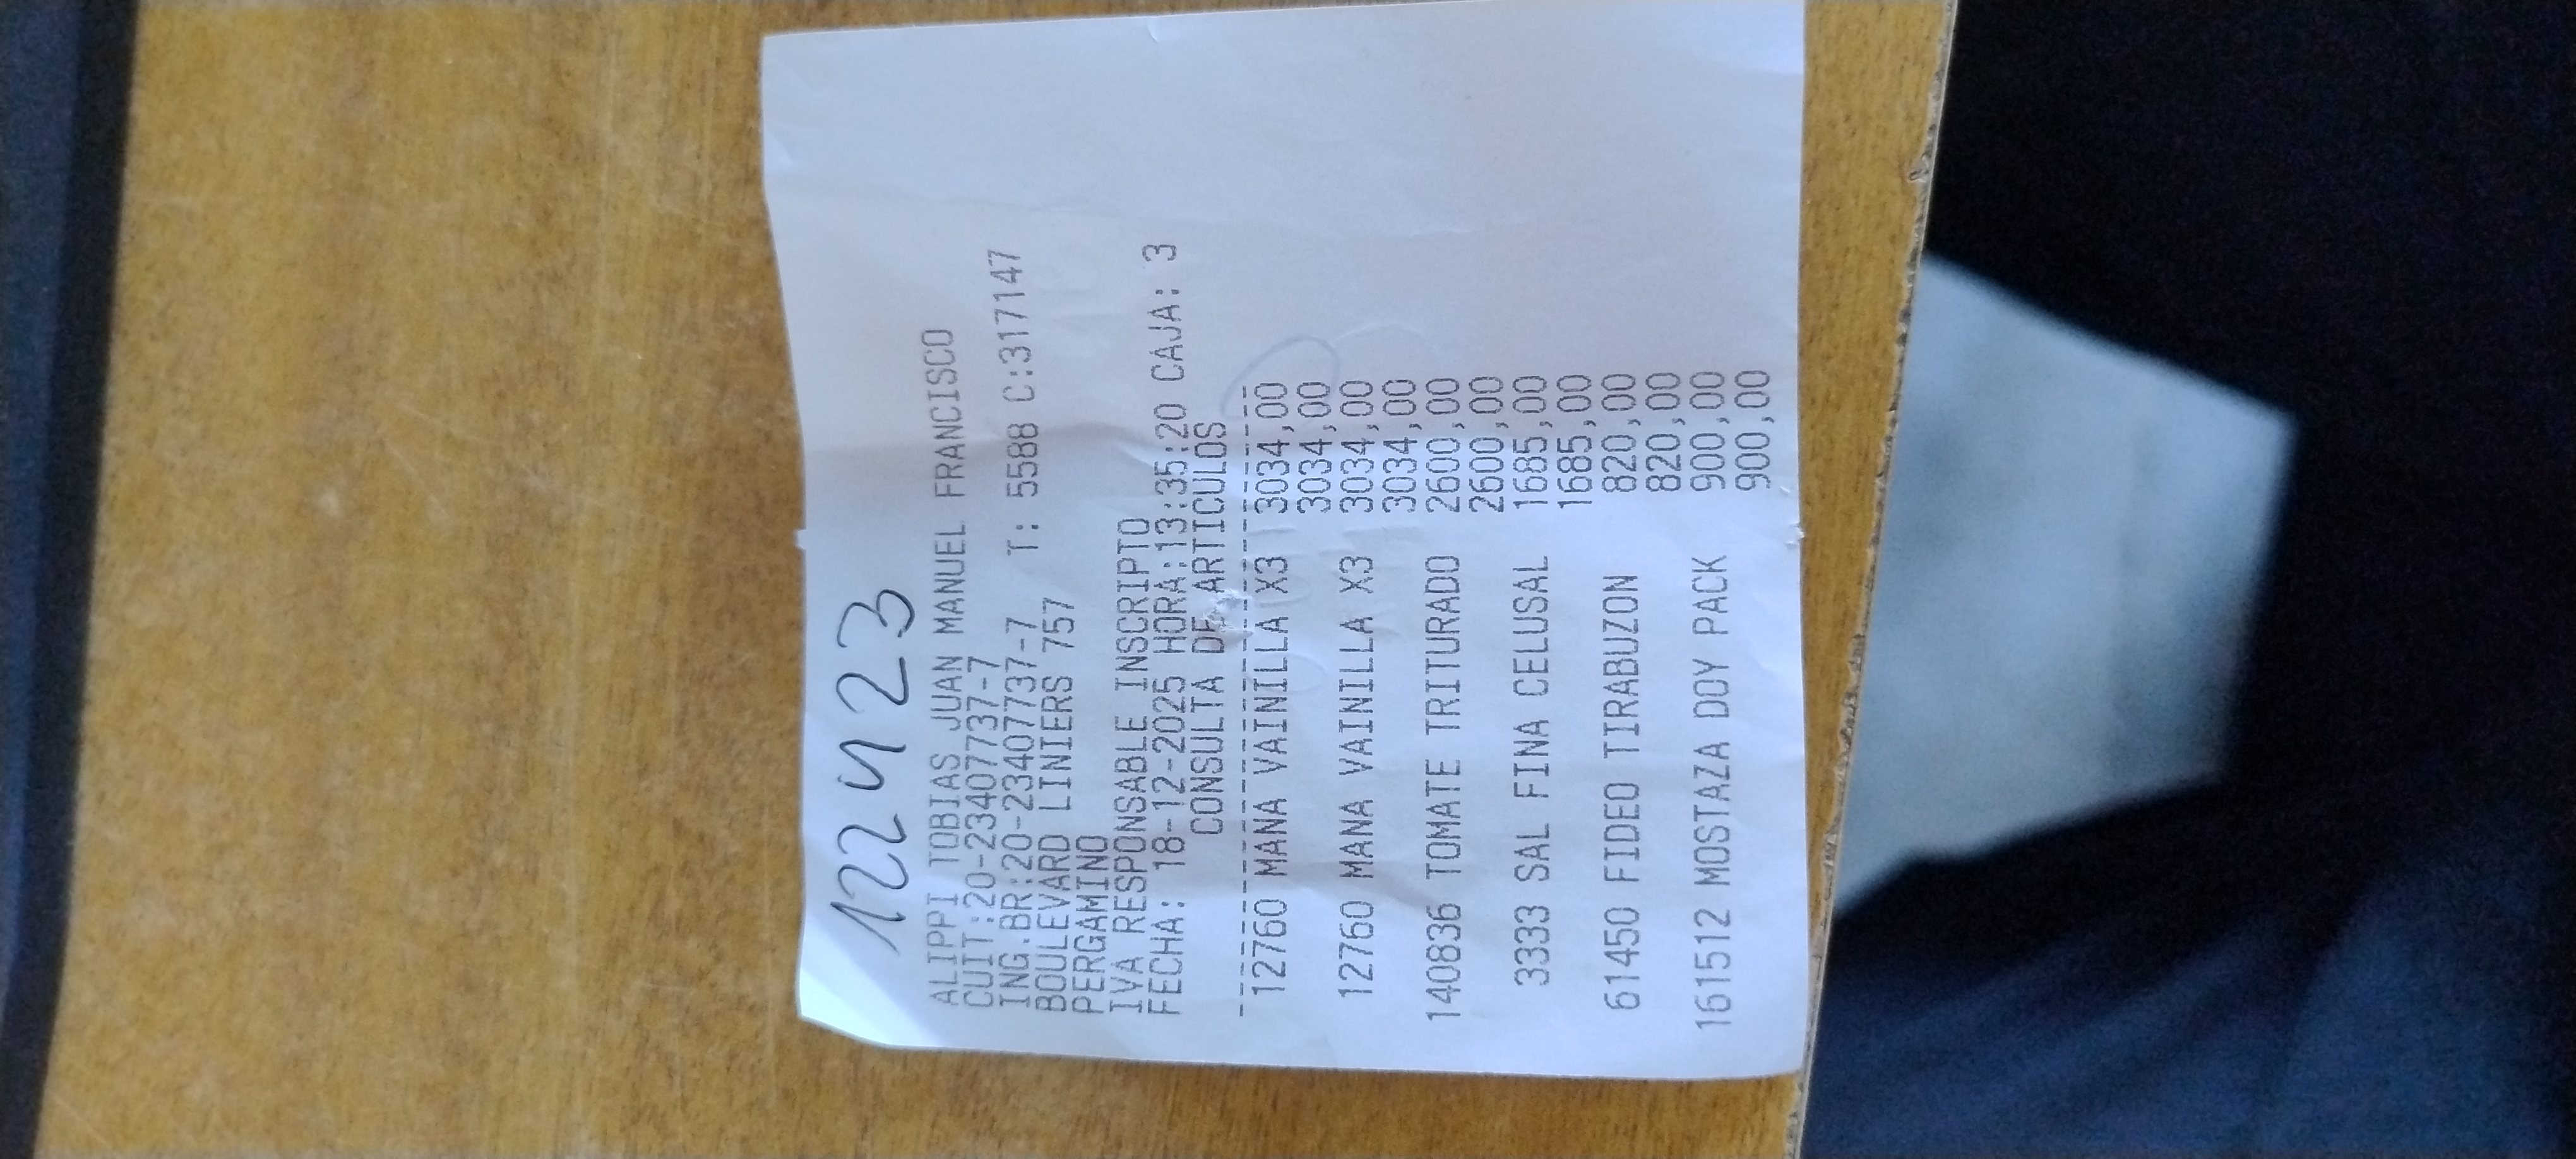 12423
ALIPPI TOBIAS JUAN MANUEL FRANCISCO
CUIT:20-23407737-7
ING.BR:20-23407737-7 T: 5588 C:317147
BOULEVARD LINIERS 757
PERGAMINO
IVA RESPONSABLE INSCRIPTO
FECHA: 18-12-2025 HORA:13:35:20 CAJA: 3
CONSULTA DE ARTICULOS
12760 MANA VAINILLA X3 3034,00
3034,00
12760 MANA VAINILLA X3 3034,00
3034,00
140836 TOMATE TRITURADO 2600,00
2600,00
3333 SAL FINA CELUSAL 1685,00
1685,00
61450 FIDEO TIRABUZON 820,00
820,00
161512 MOSTAZA DOY PACK 900,00
900,00